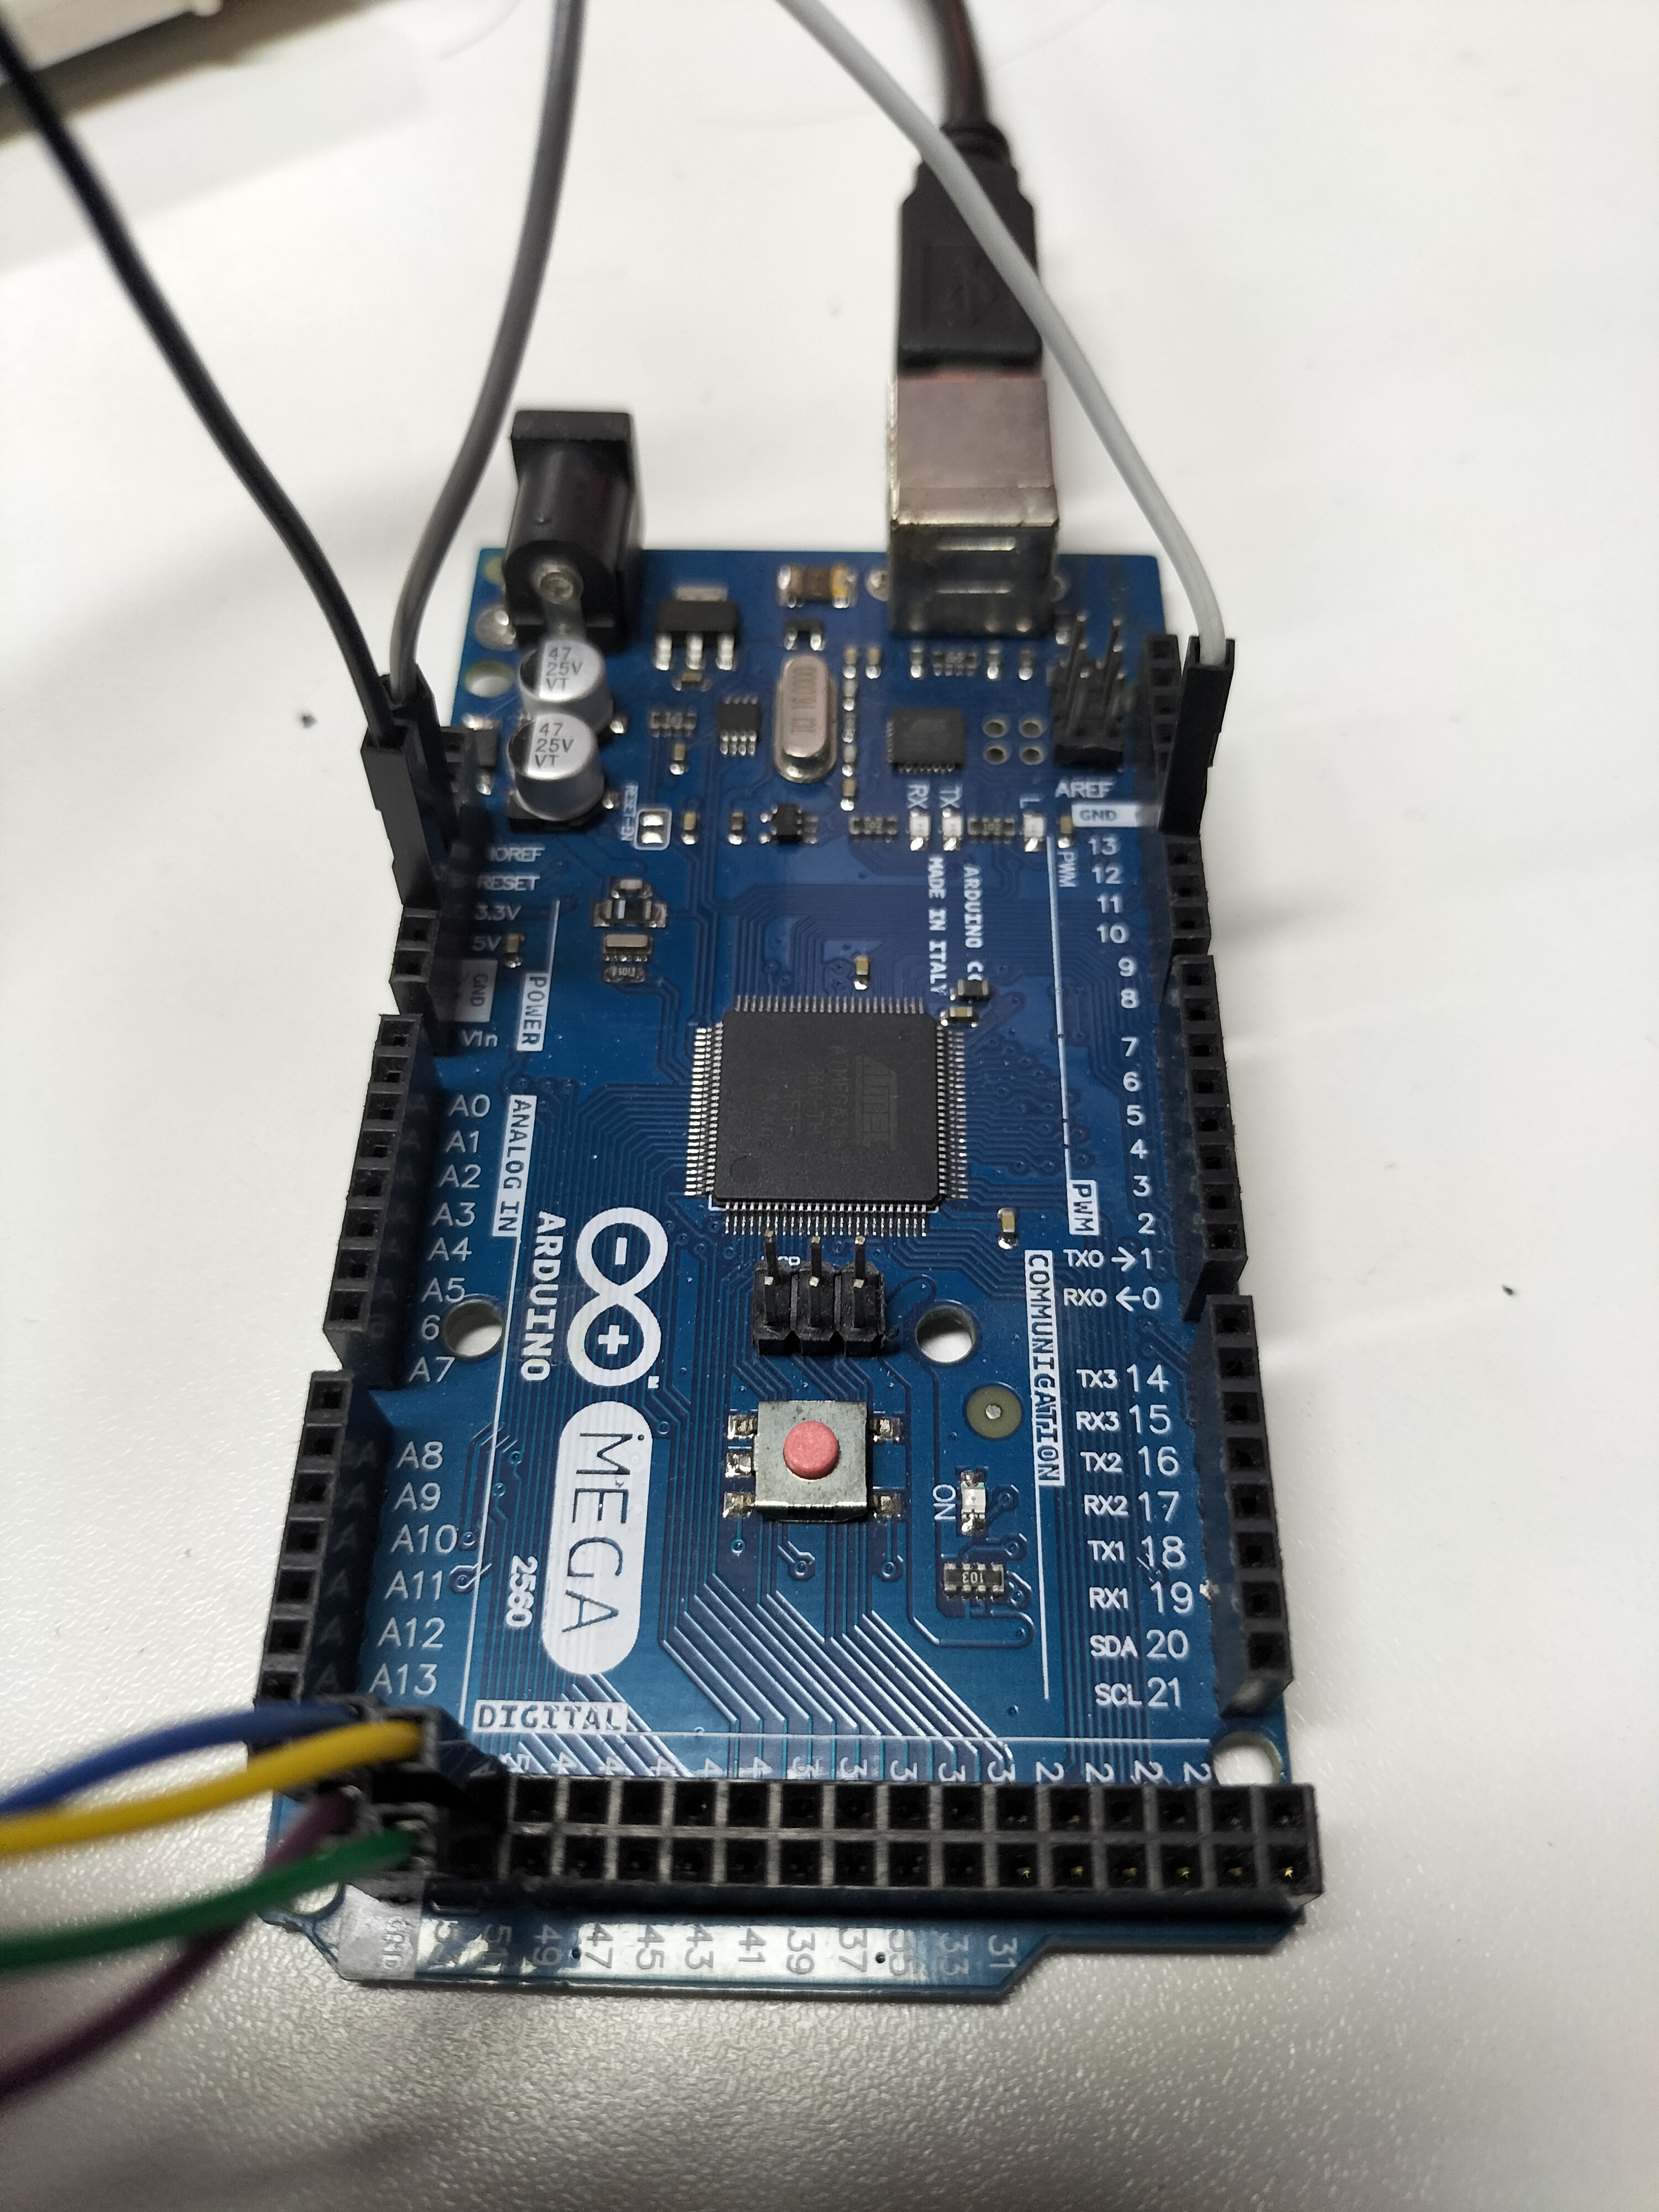 47
25V
VT
47
25V
VT
RESET-EN
RX
TX
L
AREF
GND
13
12
11
10
9
8
7
6
5
4
3
2
TX0 →1
RX0 ←0
PWM
PWM
COMMUNICATION
TX3 14
RX3 15
TX2 16
RX2 17
TX1 18
RX1 19
SDA 20
SCL 21
IOREF
RESET
3.3V
5V
GND
Vin
POWER
ARDUINO
MADE IN ITALY
ATMEL
A0
A1
A2
A3
A4
A5
6
A7
ANALOG IN
A8
A9
A10
A11
A12
A13
ARDUINO
MEGA
2560
ON
103
DIGITAL
GND
49
47
45
43
41
39
37
35
33
31